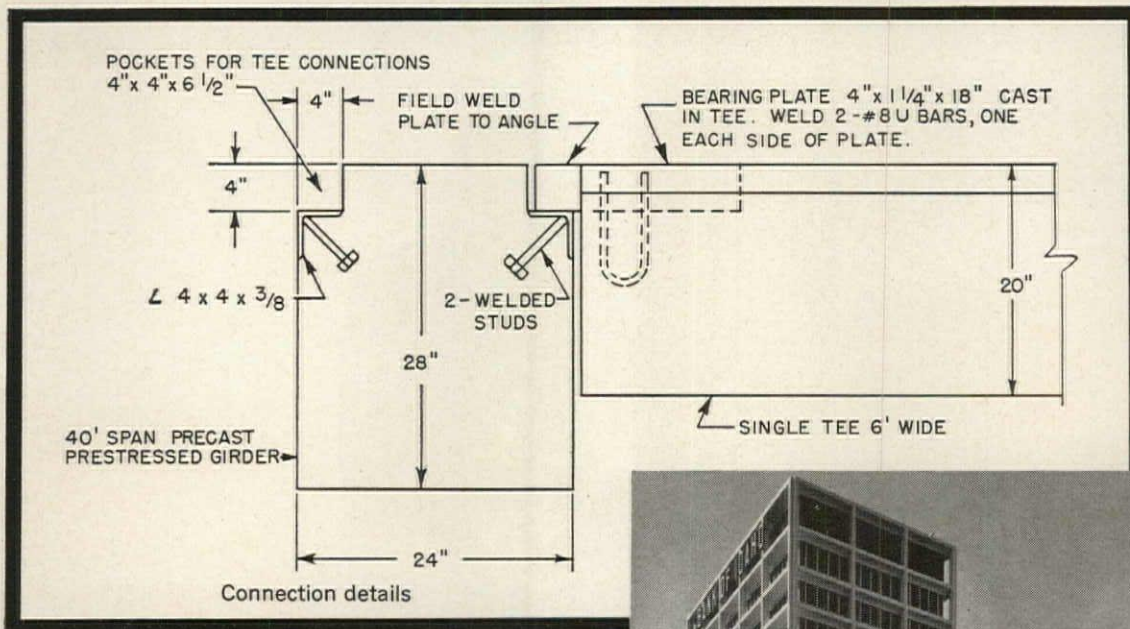 POCKETS FOR TEE CONNECTIONS
4" x 4" x 6 1/2"
4"
FIELD WELD
PLATE TO ANGLE
BEARING PLATE 4" x 1 1/4" x 18" CAST
IN TEE. WELD 2-#8 U BARS, ONE
EACH SIDE OF PLATE.
4"
L 4 x 4 x 3/8
2-WELDED
STUDS
20"
28"
40' SPAN PRECAST
PRESTRESSED GIRDER
SINGLE TEE 6' WIDE
24"
Connection details